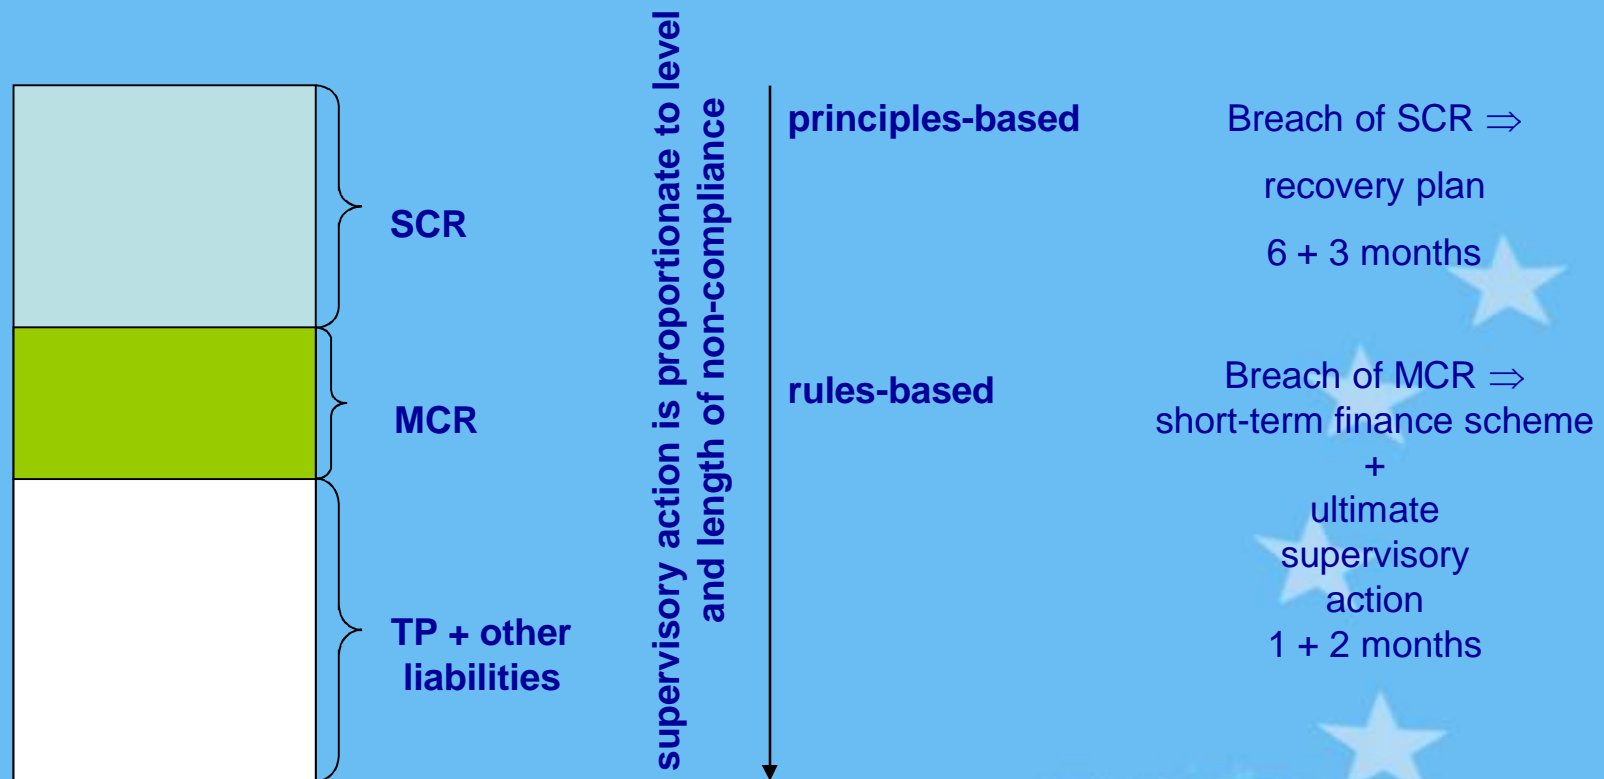 SCR
MCR
TP + other
liabilities
supervisory action is proportionate to level
and length of non-compliance
principles-based
rules-based
Breach of SCR ⇒
recovery plan
6 + 3 months
Breach of MCR ⇒
short-term finance scheme
+
ultimate
supervisory
action
1 + 2 months